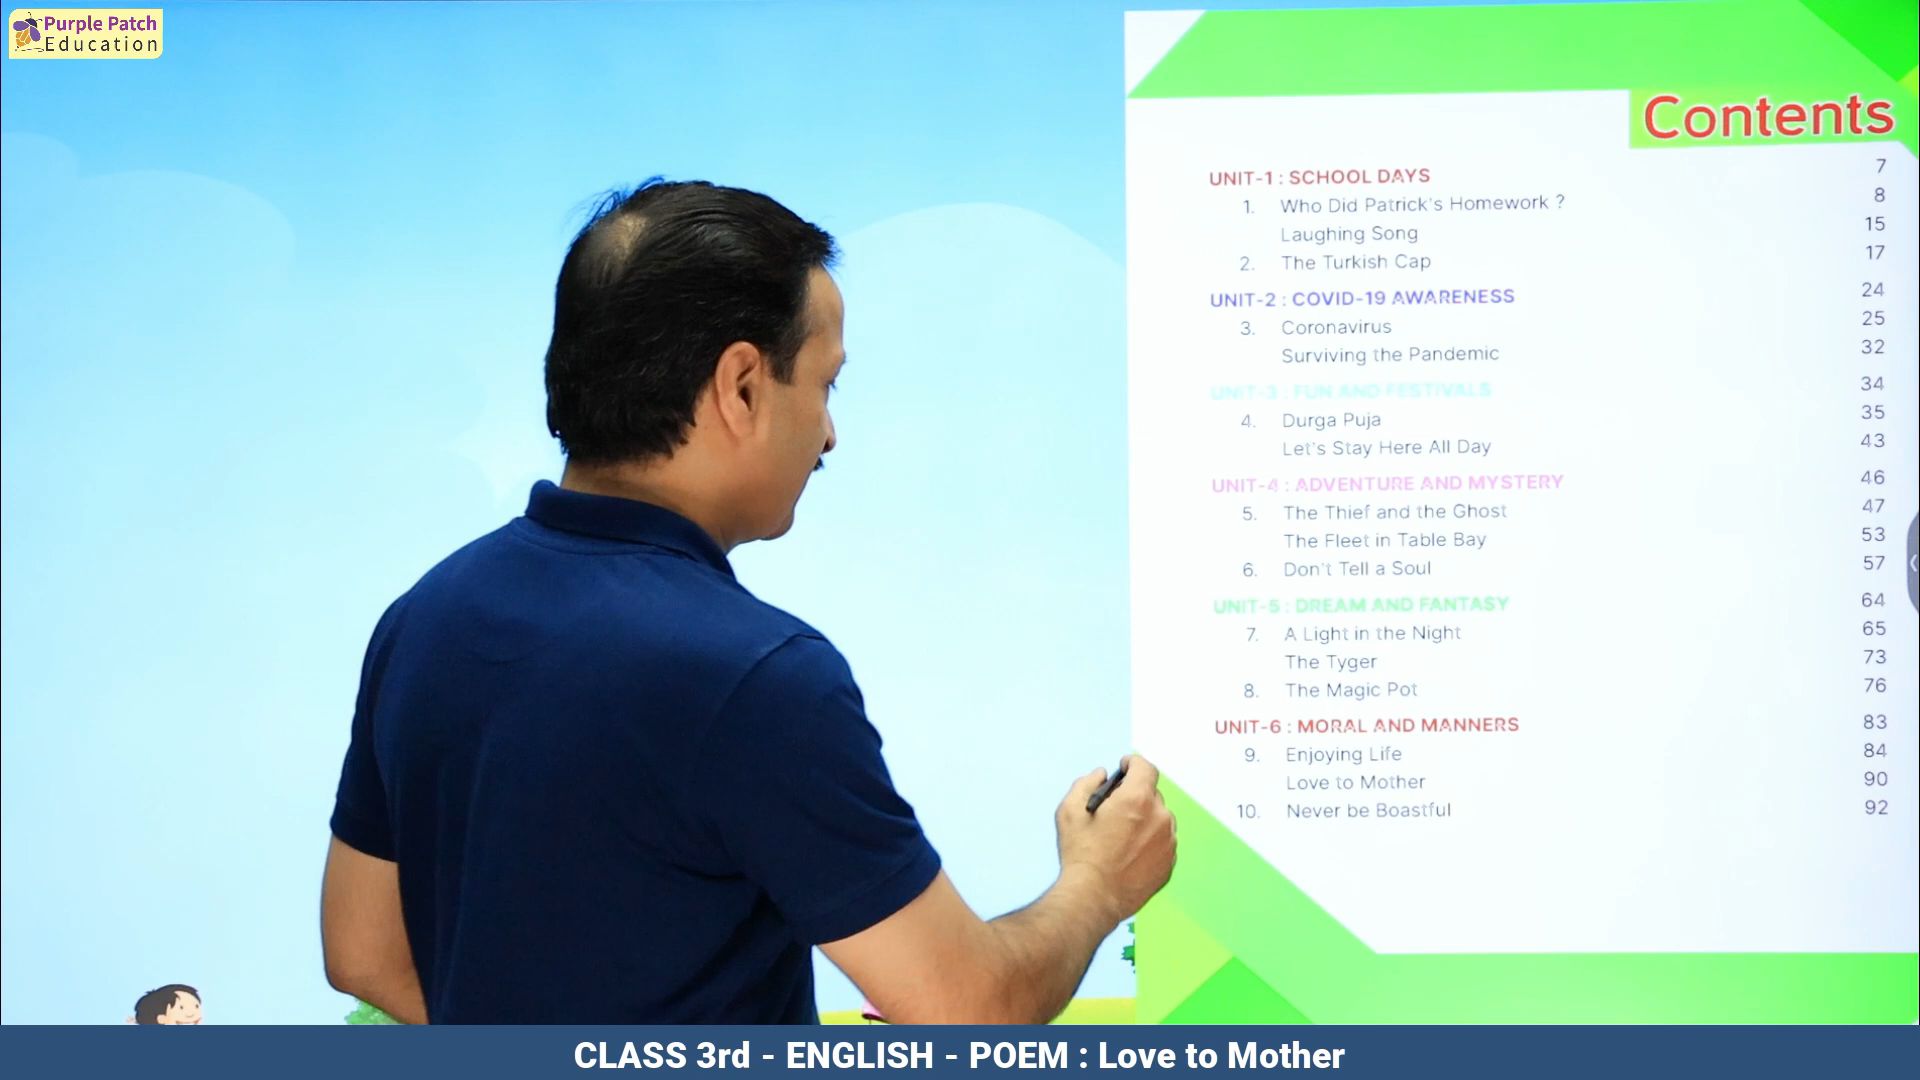 Purple Patch
Education
Contents
UNIT-1 : SCHOOL DAYS 7
1. Who Did Patrick's Homework ? 8
Laughing Song 15
2. The Turkish Cap 17
UNIT-2 : COVID-19 AWARENESS 24
3. Coronavirus 25
Surviving the Pandemic 32
UNIT-3 : FUN AND FESTIVALS 34
4. Durga Puja 35
Let's Stay Here All Day 43
UNIT-4 : ADVENTURE AND MYSTERY 46
5. The Thief and the Ghost 47
The Fleet in Table Bay 53
6. Don't Tell a Soul 57
UNIT-5 : DREAM AND FANTASY 64
7. A Light in the Night 65
The Tyger 73
8. The Magic Pot 76
UNIT-6 : MORAL AND MANNERS 83
9. Enjoying Life 84
Love to Mother 90
10. Never be Boastful 92
CLASS 3rd - ENGLISH - POEM : Love to Mother